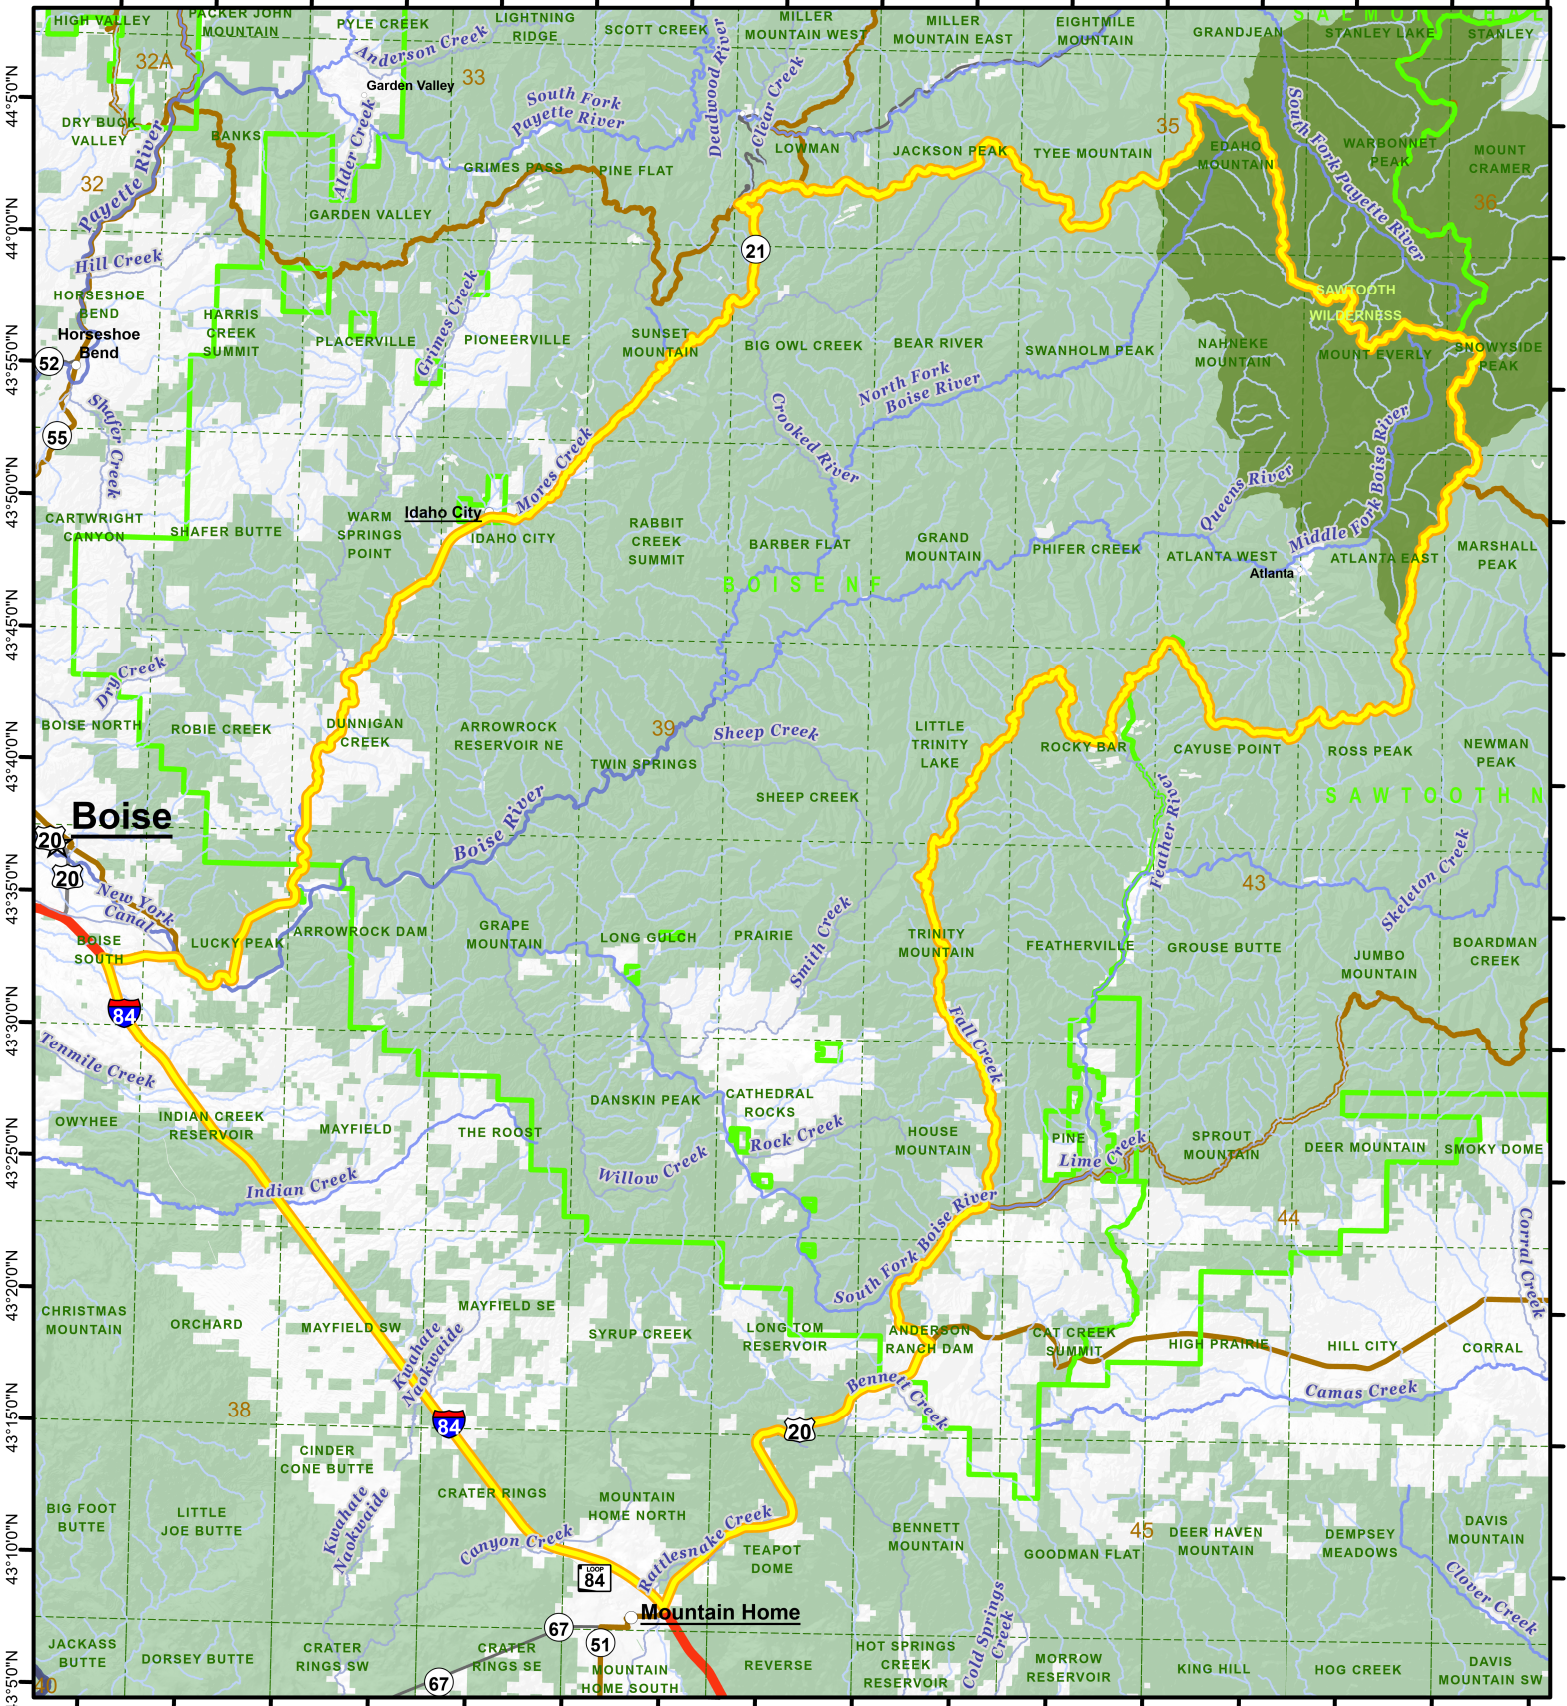 SALMON-CHAL
HIGH VALLEY
PACKER JOHN
MOUNTAIN
PYLE CREEK
LIGHTNING
RIDGE
SCOTT CREEK
MILLER
MOUNTAIN WEST
MILLER
MOUNTAIN EAST
EIGHTMILE
MOUNTAIN
GRANDJEAN
STANLEY LAKE
STANLEY
Anderson Creek
Deadwood River
Clear Creek
32A
33
Garden Valley
44°5'0"N
South Fork
Payette River
DRY BUCK
VALLEY
BANKS
Alder Creek
LOWMAN
JACKSON PEAK
TYEE MOUNTAIN
35
EDAHO
MOUNTAIN
South Fork Payette River
WARBONNET
PEAK
MOUNT
CRAMER
GRIMES PASS
PINE FLAT
32
Payette River
GARDEN VALLEY
36
44°0'0"N
21
Hill Creek
HORSESHOE
BEND
HARRIS
CREEK
SUMMIT
Grimes Creek
SAWTOOTH
WILDERNESS
Horseshoe
Bend
PLACERVILLE
PIONEERVILLE
SUNSET
MOUNTAIN
BIG OWL CREEK
BEAR RIVER
SWANHOLM PEAK
NAHNEKE
MOUNTAIN
MOUNT EVERLY
SNOWYSIDE
PEAK
43°55'0"N
52
North Fork
Boise River
55
Shafer Creek
Crooked River
Mores Creek
Queens River
Middle Fork Boise River
43°50'0"N
CARTWRIGHT
CANYON
SHAFER BUTTE
WARM
SPRINGS
POINT
Idaho City
IDAHO CITY
RABBIT
CREEK
SUMMIT
BARBER FLAT
GRAND
MOUNTAIN
PHIFER CREEK
ATLANTA WEST
Atlanta
ATLANTA EAST
MARSHALL
PEAK
BOISE NF
43°45'0"N
Dry Creek
BOISE NORTH
ROBIE CREEK
DUNNIGAN
CREEK
ARROWROCK
RESERVOIR NE
39
Sheep Creek
TWIN SPRINGS
LITTLE
TRINITY
LAKE
ROCKY BAR
CAYUSE POINT
ROSS PEAK
NEWMAN
PEAK
43°40'0"N
SHEEP CREEK
SAWTOOTH N
Boise
20
20
Boise River
Feather River
Skeleton Creek
43
43°35'0"N
New York
Canal
BOISE
SOUTH
LUCKY PEAK
ARROWROCK DAM
GRAPE
MOUNTAIN
LONG GULCH
PRAIRIE
Smith Creek
TRINITY
MOUNTAIN
FEATHERVILLE
GROUSE BUTTE
JUMBO
MOUNTAIN
BOARDMAN
CREEK
84
43°30'0"N
Fall Creek
Tenmile Creek
OWYHEE
INDIAN CREEK
RESERVOIR
MAYFIELD
THE ROOST
DANSKIN PEAK
CATHEDRAL
ROCKS
Rock Creek
HOUSE
MOUNTAIN
PINE
Lime Creek
SPROUT
MOUNTAIN
DEER MOUNTAIN
SMOKY DOME
43°25'0"N
Willow Creek
Indian Creek
South Fork Boise River
44
Corral Creek
43°20'0"N
CHRISTMAS
MOUNTAIN
ORCHARD
MAYFIELD SW
MAYFIELD SE
SYRUP CREEK
LONG TOM
RESERVOIR
ANDERSON
RANCH DAM
CAT CREEK
SUMMIT
HIGH PRAIRIE
HILL CITY
CORRAL
Kwahate
Naokwaide
Bennett Creek
Camas Creek
43°15'0"N
38
84
20
CINDER
CONE BUTTE
CRATER RINGS
Kwahate
Naokwaide
BIG FOOT
BUTTE
LITTLE
JOE BUTTE
MOUNTAIN
HOME NORTH
Rattlesnake Creek
BENNETT
MOUNTAIN
45
DEER HAVEN
MOUNTAIN
DEMPSEY
MEADOWS
DAVIS
MOUNTAIN
43°10'0"N
Canyon Creek
TEAPOT
DOME
GOODMAN FLAT
LOOP
84
Clover Creek
Mountain Home
67
51
Cold Springs
Creek
43°5'0"N
JACKASS
BUTTE
DORSEY BUTTE
CRATER
RINGS SW
CRATER
RINGS SE
MOUNTAIN
HOME SOUTH
REVERSE
HOT SPRINGS
CREEK
RESERVOIR
MORROW
RESERVOIR
KING HILL
HOG CREEK
DAVIS
MOUNTAIN SW
67
40